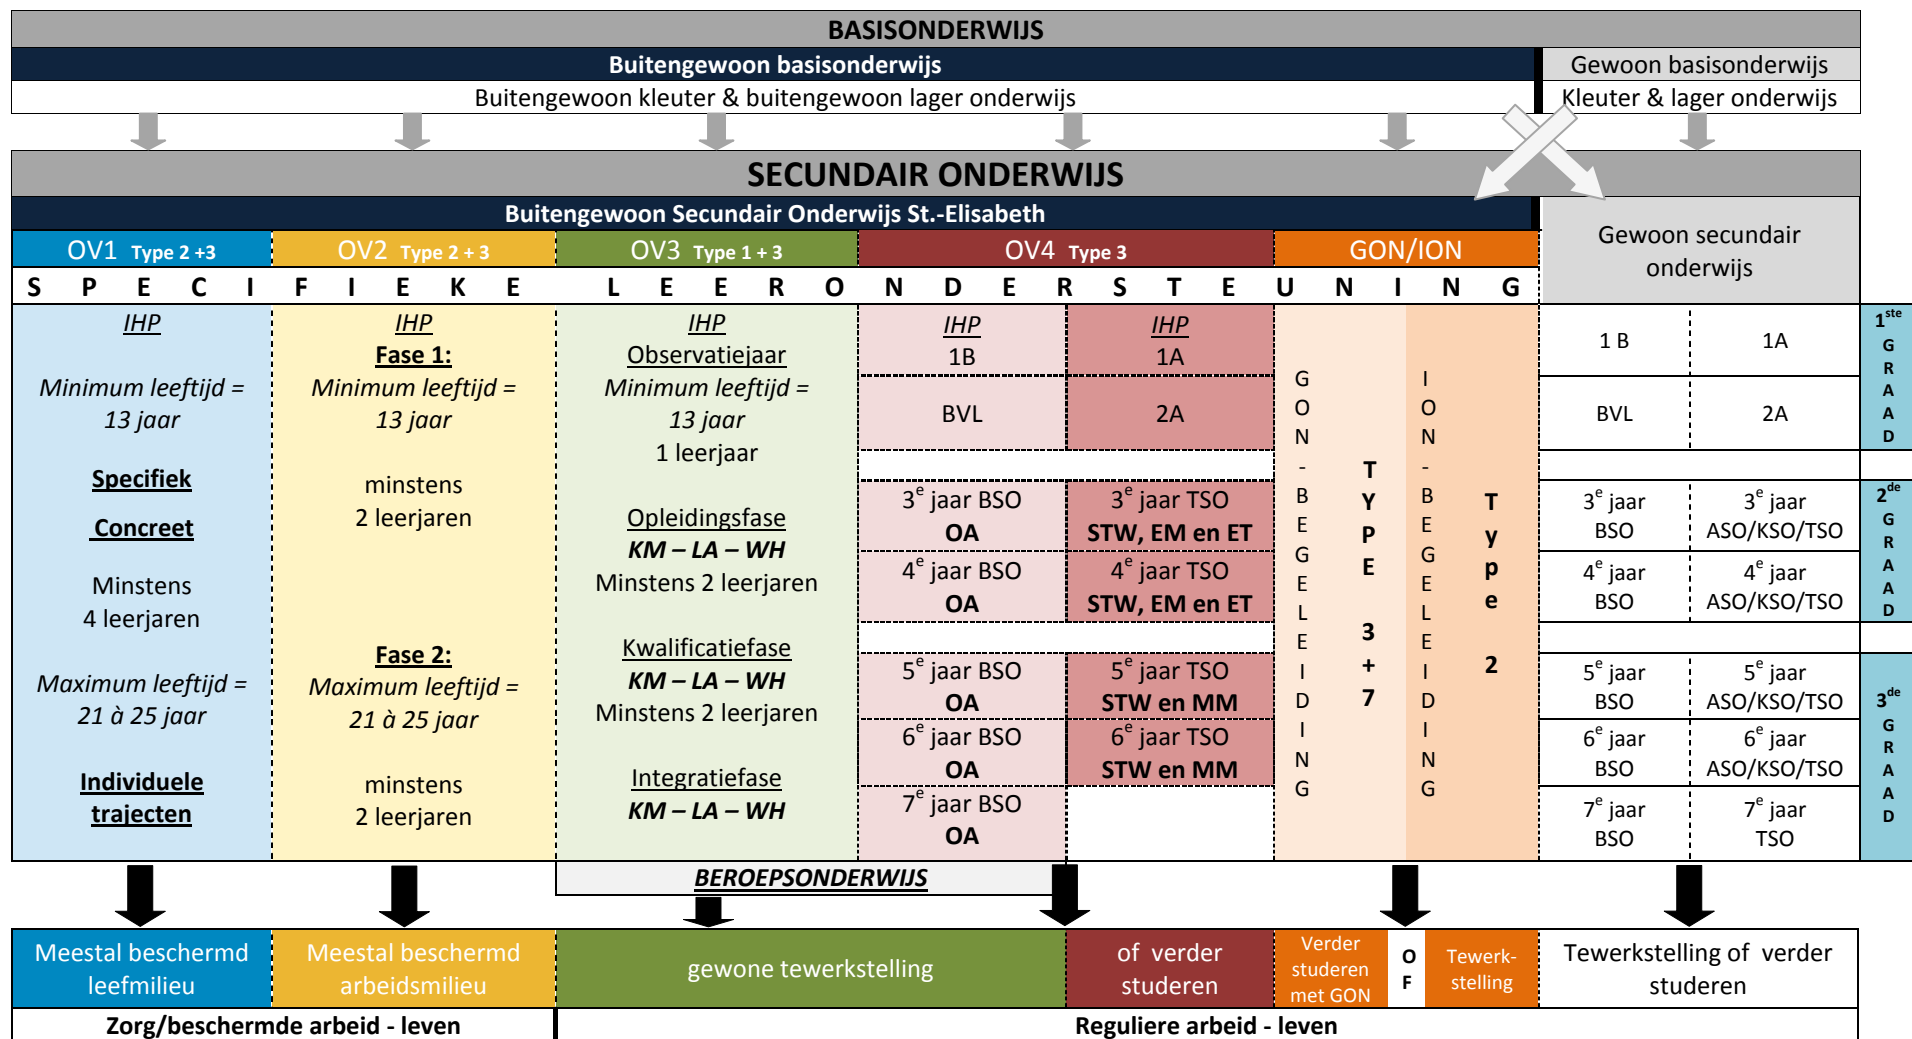 BASISONDERWIJS
Buitengewoon basisonderwijs
Gewoon basisonderwijs
Buitengewoon kleuter & buitengewoon lager onderwijs
Kleuter & lager onderwijs
SECUNDAIR ONDERWIJS
Buitengewoon Secundair Onderwijs St.-Elisabeth
Gewoon secundair
onderwijs
OV1 Type 2 +3
OV2 Type 2 + 3
OV3 Type 1 + 3
OV4 Type 3
GON/ION
S P E C I F I E K E L E E R O N D E R S T E U N I N G
IHP
Minimum leeftijd =
13 jaar
Specifiek
Concreet
Minstens
4 leerjaren
Maximum leeftijd =
21 à 25 jaar
Individuele
trajecten
IHP
Fase 1:
Minimum leeftijd =
13 jaar
minstens
2 leerjaren
Fase 2:
Maximum leeftijd =
21 à 25 jaar
minstens
2 leerjaren
IHP
Observatiejaar
Minimum leeftijd =
13 jaar
1 leerjaar
Opleidingsfase
KM – LA – WH
Minstens 2 leerjaren
Kwalificatiefase
KM – LA – WH
Minstens 2 leerjaren
Integratiefase
KM – LA – WH
IHP
1B
BVL
3e jaar BSO
OA
4e jaar BSO
OA
5e jaar BSO
OA
6e jaar BSO
OA
7e jaar BSO
OA
IHP
1A
2A
3e jaar TSO
STW, EM en ET
4e jaar TSO
STW, EM en ET
5e jaar TSO
STW en MM
6e jaar TSO
STW en MM
GON-BEGELEIDING
TYPE 3+7
ION-BEGELEIDING
Type 2
1 B
1A
BVL
2A
3e jaar
BSO
3e jaar
ASO/KSO/TSO
4e jaar
BSO
4e jaar
ASO/KSO/TSO
5e jaar
BSO
5e jaar
ASO/KSO/TSO
6e jaar
BSO
6e jaar
ASO/KSO/TSO
7e jaar
BSO
7e jaar
TSO
1ste GRAAD
2de GRAAD
3de GRAAD
BEROEPSONDERWIJS
Meestal beschermd
leefmilieu
Meestal beschermd
arbeidsmilieu
gewone tewerkstelling
of verder
studeren
Verder
studeren
met GON
OF
Tewerk-
stelling
Tewerkstelling of verder
studeren
Zorg/beschermde arbeid - leven
Reguliere arbeid - leven